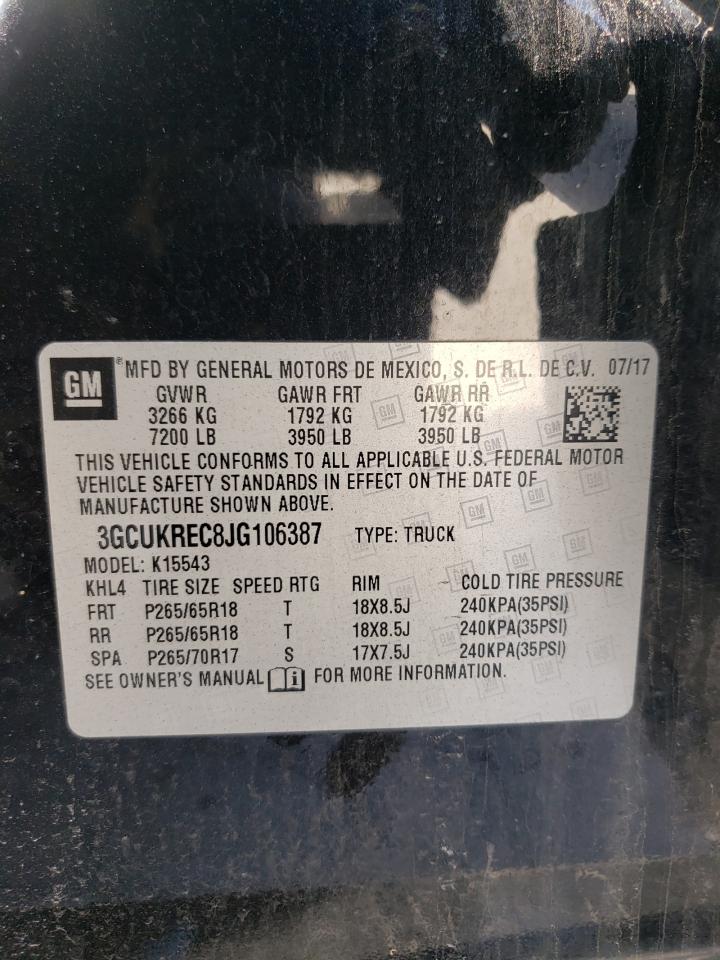 GM
® MFD BY GENERAL MOTORS DE MEXICO, S. DE R.L. DE C.V. 07/17
GVWR GAWR FRT GAWR RR
3266 KG 1792 KG 1792 KG
7200 LB 3950 LB 3950 LB
THIS VEHICLE CONFORMS TO ALL APPLICABLE U.S. FEDERAL MOTOR
VEHICLE SAFETY STANDARDS IN EFFECT ON THE DATE OF
MANUFACTURE SHOWN ABOVE.
3GCUKREC8JG106387 TYPE: TRUCK
MODEL: K15543
KHL4 TIRE SIZE SPEED RTG RIM COLD TIRE PRESSURE
FRT P265/65R18 T 18X8.5J 240KPA(35PSI)
RR P265/65R18 T 18X8.5J 240KPA(35PSI)
SPA P265/70R17 S 17X7.5J 240KPA(35PSI)
SEE OWNER'S MANUAL i FOR MORE INFORMATION.